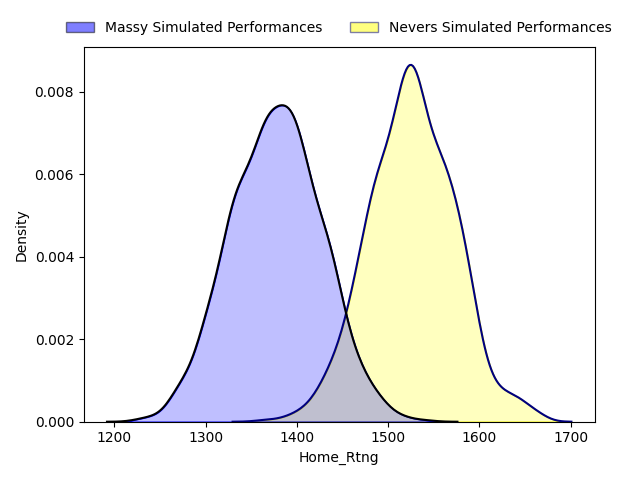 Massy Simulated Performances Nevers Simulated Performances
0.008
0.006
0.004
0.002
0.000
Density
1200 1300 1400 1500 1600 1700
Home_Rtng